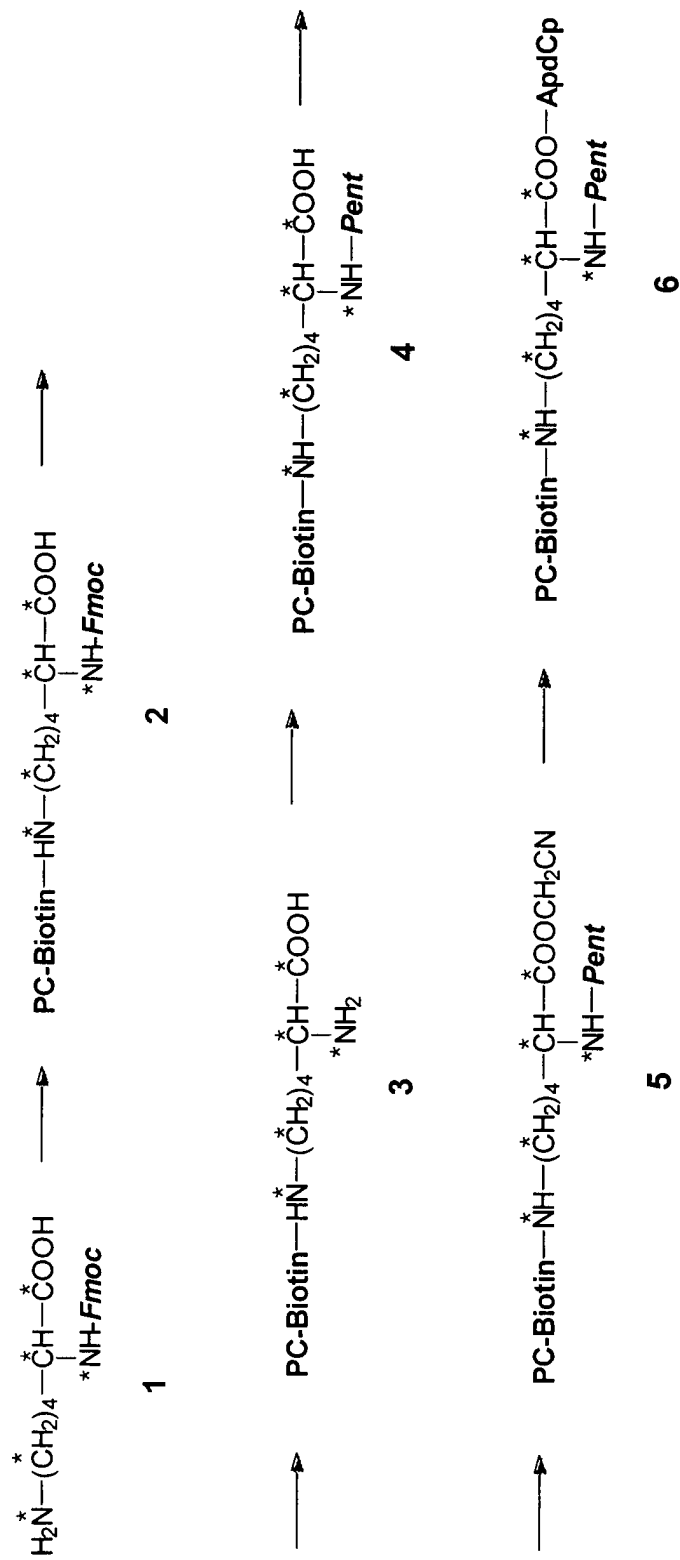 H₂N*–(CH₂)₄*–CH*–COOH*
*NH-Fmoc
1
PC-Biotin–HN*–(CH₂)₄*–CH*–COOH*
*NH-Fmoc
2
PC-Biotin–HN*–(CH₂)₄*–CH*–COOH*
*NH₂
3
PC-Biotin–NH*–(CH₂)₄*–CH*–COOH*
*NH–Pent
4
PC-Biotin–NH*–(CH₂)₄*–CH*–COOCH₂CN*
*NH–Pent
5
PC-Biotin–NH*–(CH₂)₄*–CH*–COO*–ApdCp
*NH–Pent
6